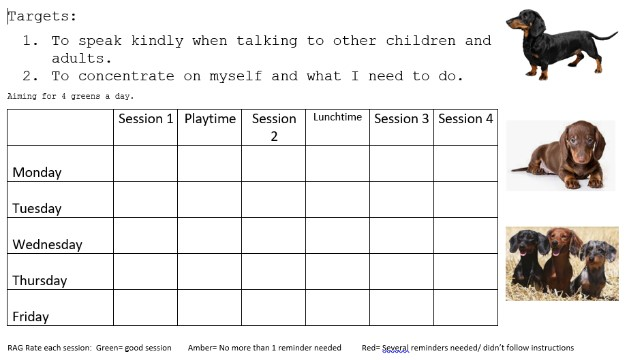 Targets:
1. To speak kindly when talking to other children and
adults.
2. To concentrate on myself and what I need to do.
Aiming for 4 greens a day.
Session 1 Playtime Session 2 Lunchtime Session 3 Session 4
Monday
Tuesday
Wednesday
Thursday
Friday
RAG Rate each session: Green= good session Amber= No more than 1 reminder needed Red= Several reminders needed/ didn't follow instructions